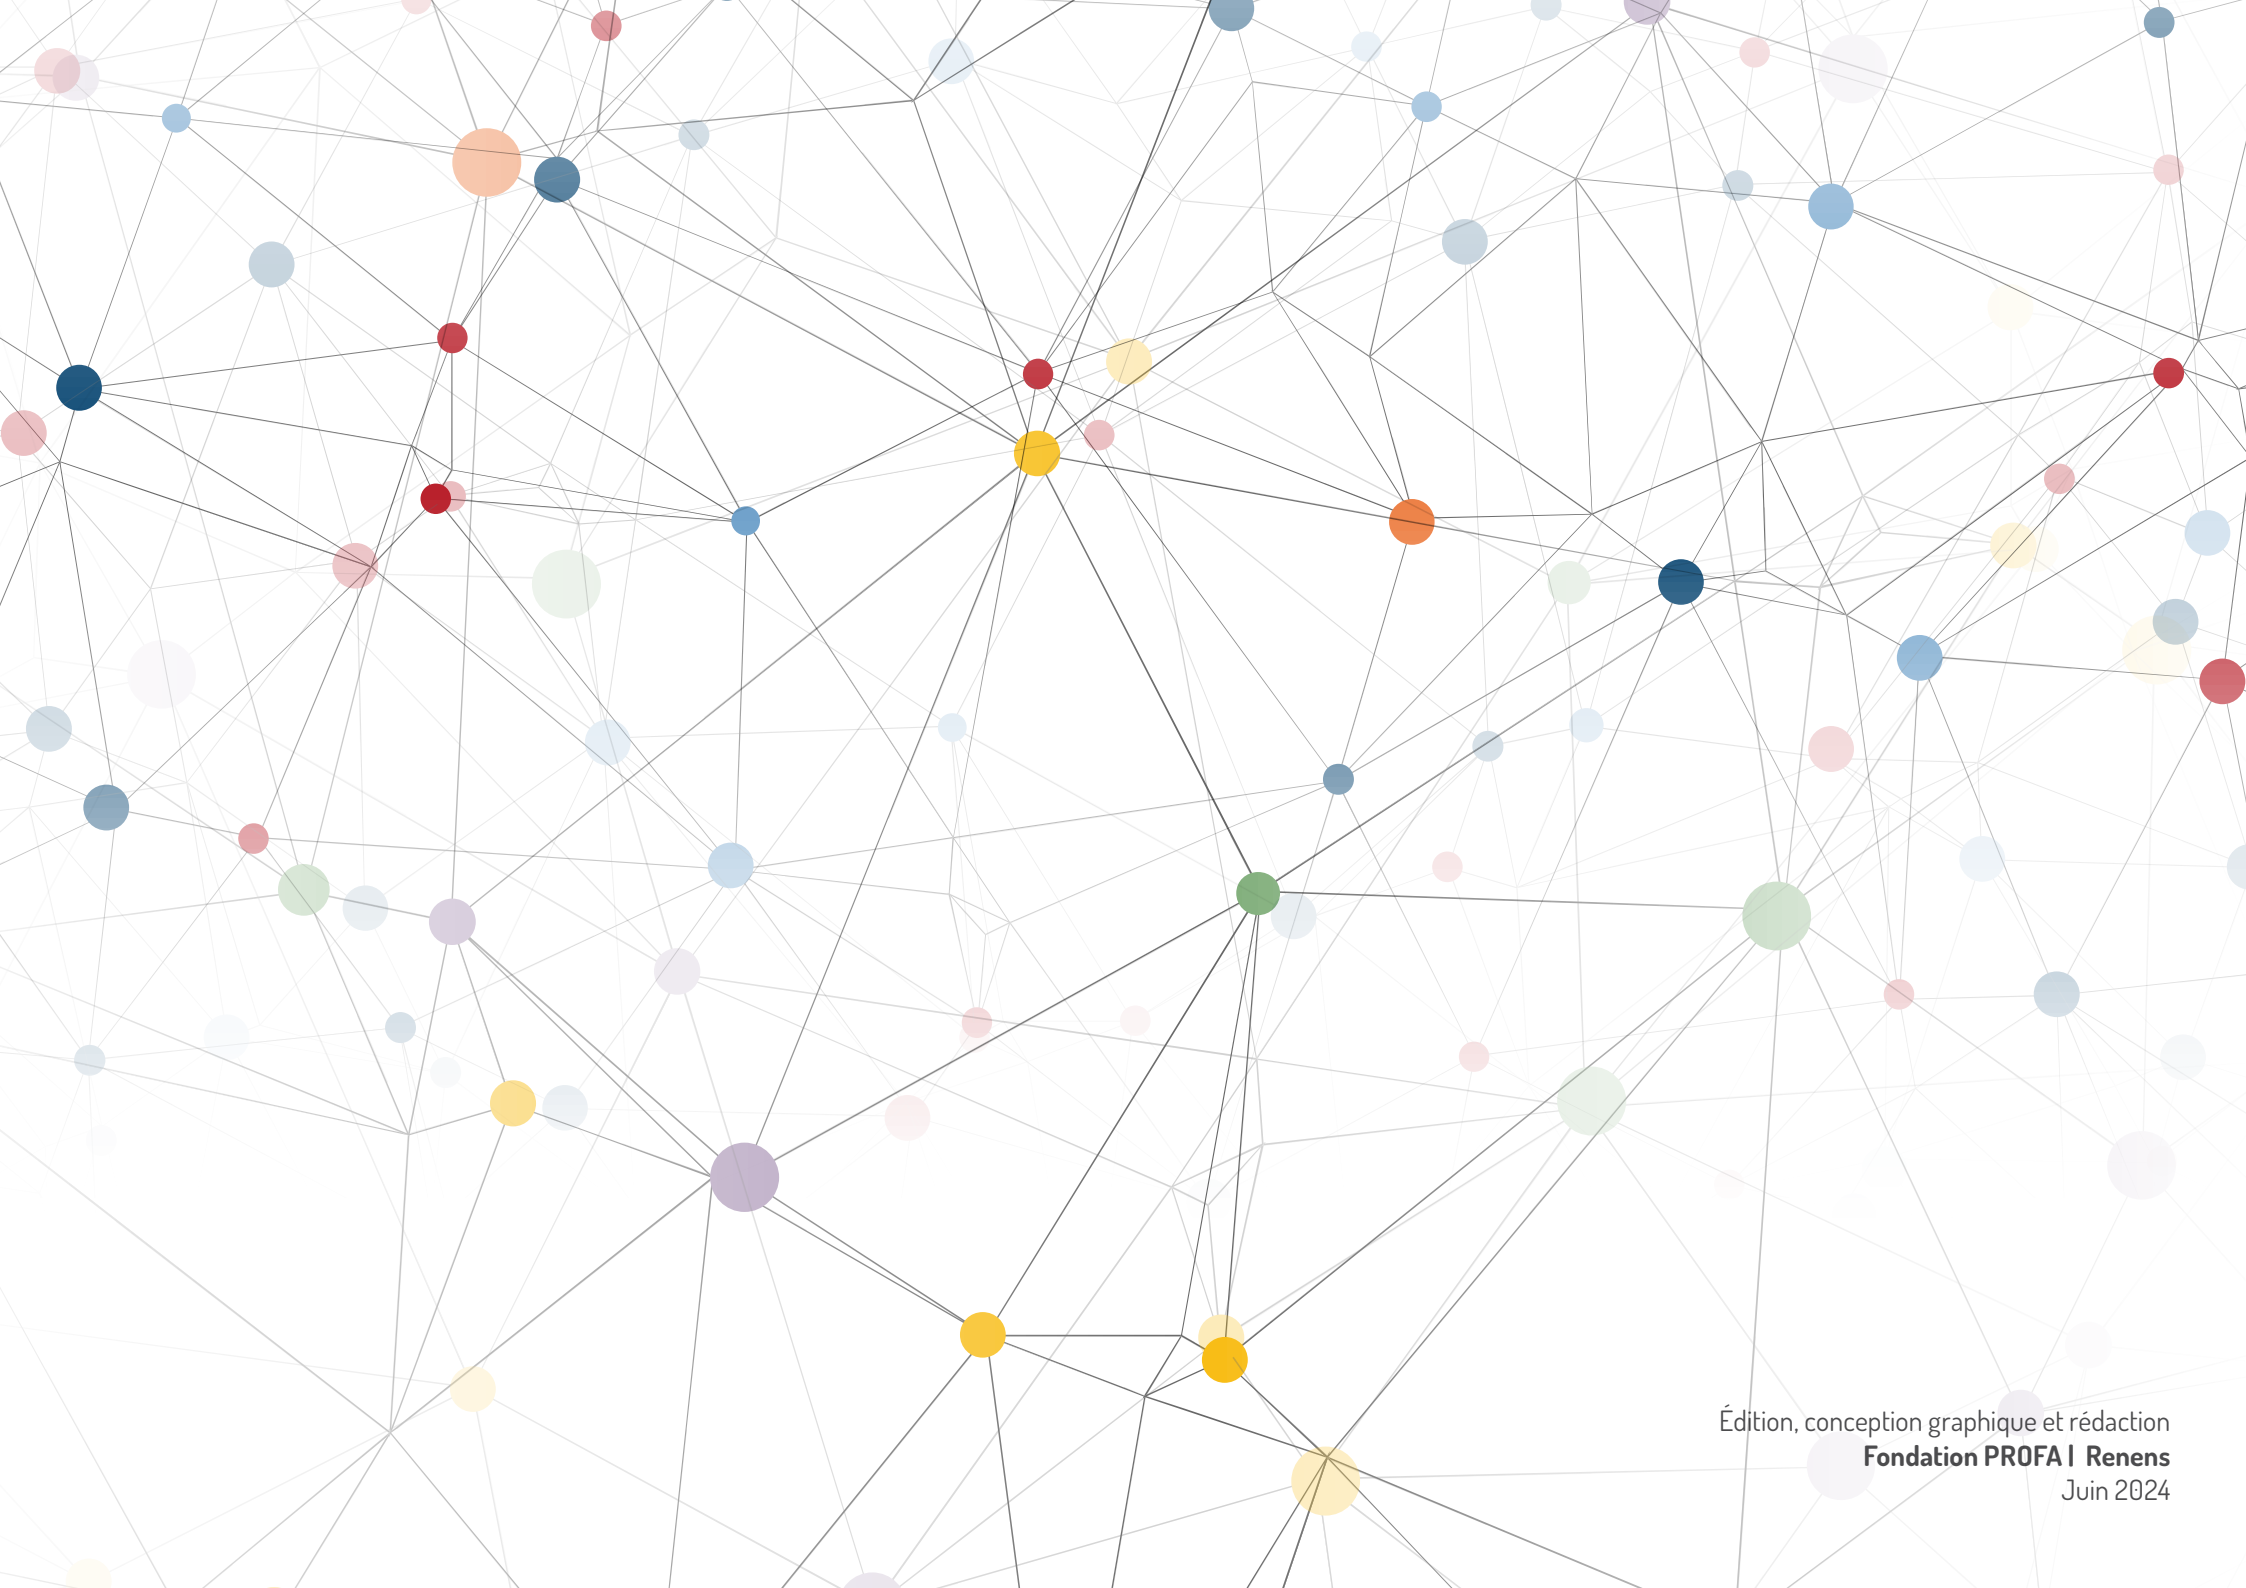 Édition, conception graphique et rédaction
Fondation PROFA | Renens
Juin 2024